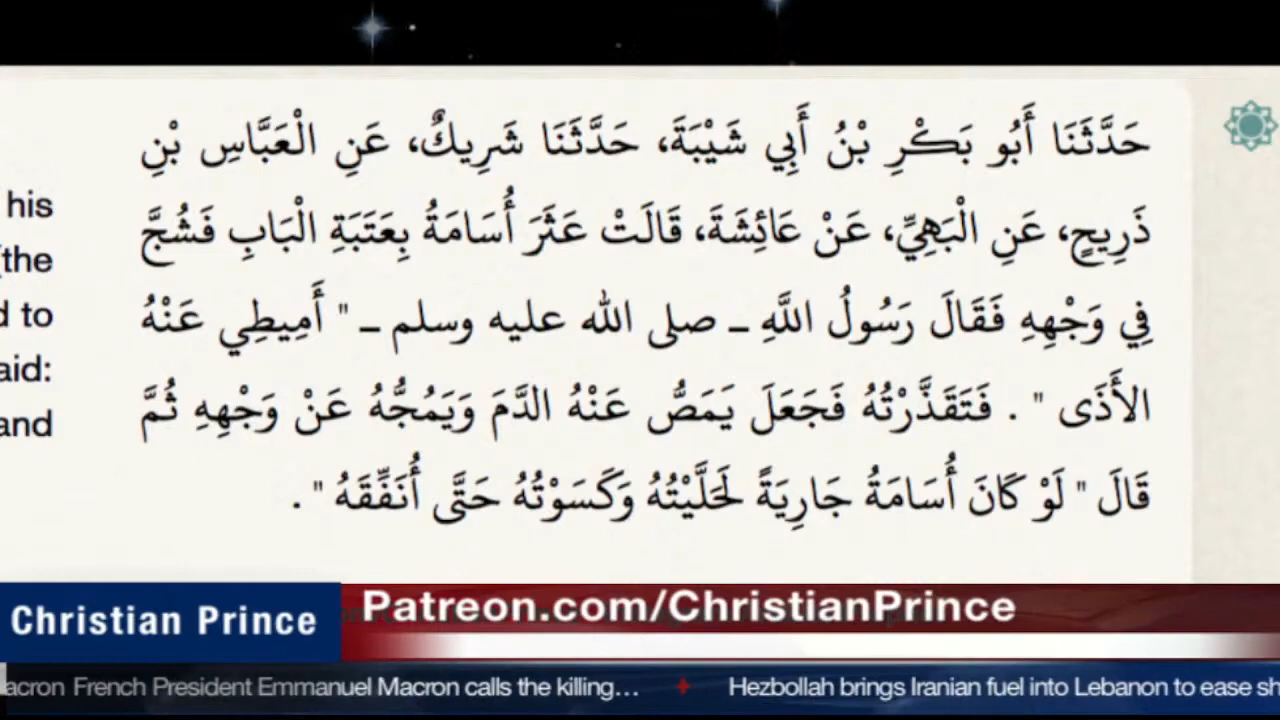 حَدَّثَنَا أَبُو بَكْرِ بْنُ أَبِي شَيْبَةَ، حَدَّثَنَا شَرِيكٌ، عَنِ الْعَبَّاسِ بْنِ
ذَرِيحٍ، عَنِ الْبَهِيِّ، عَنْ عَائِشَةَ، قَالَتْ عَثَرَ أُسَامَةُ بِعَتَبَةِ الْبَابِ فَشُجَّ
فِي وَجْهِهِ فَقَالَ رَسُولُ اللَّهِ ـ صلى الله عليه وسلم ـ " أَمِيطِي عَنْهُ
الأَذَى " . فَتَقَذَّرْتُهُ فَجَعَلَ يَمَصُّ عَنْهُ الدَّمَ وَيَمُجُّهُ عَنْ وَجْهِهِ ثُمَّ
قَالَ " لَوْ كَانَ أُسَامَةُ جَارِيَةً لَحَلَّيْتُهُ وَكَسَوْتُهُ حَتَّى أُنَفِّقَهُ " .
his
(the
d to
aid:
and
Christian Prince
Patreon.com/ChristianPrince
acron French President Emmanuel Macron calls the killing… Hezbollah brings Iranian fuel into Lebanon to ease sh